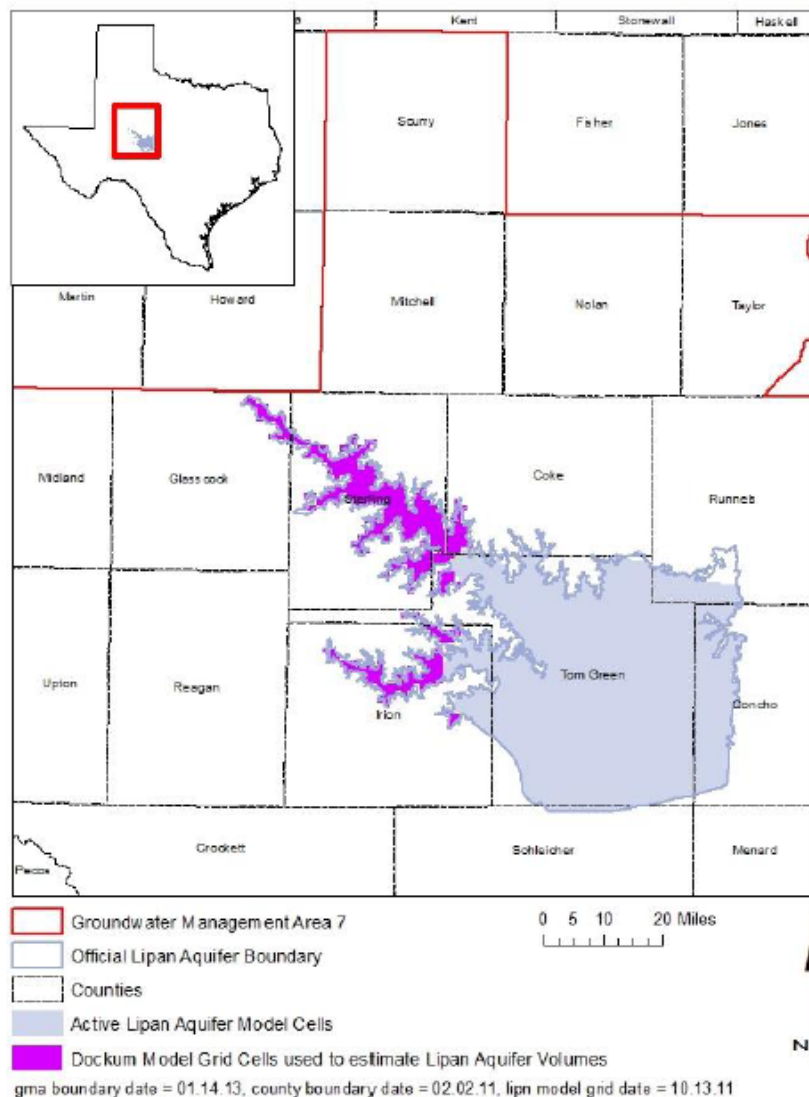 Kent Stonewall Haskell
Scurry Fisher Jones
Martin Howard Mitchell Nolan Taylor
Midland Glasscock Sterling Coke Runnels
Upton Reagan Irion Tom Green Concho
Crockett Schleicher Menard
Pecos
Groundwater Management Area 7
0 5 10 20 Miles
Official Lipan Aquifer Boundary
Counties
Active Lipan Aquifer Model Cells
N
Dockum Model Grid Cells used to estimate Lipan Aquifer Volumes
gma boundary date = 01.14.13, county boundary date = 02.02.11, lipn model grid date = 10.13.11